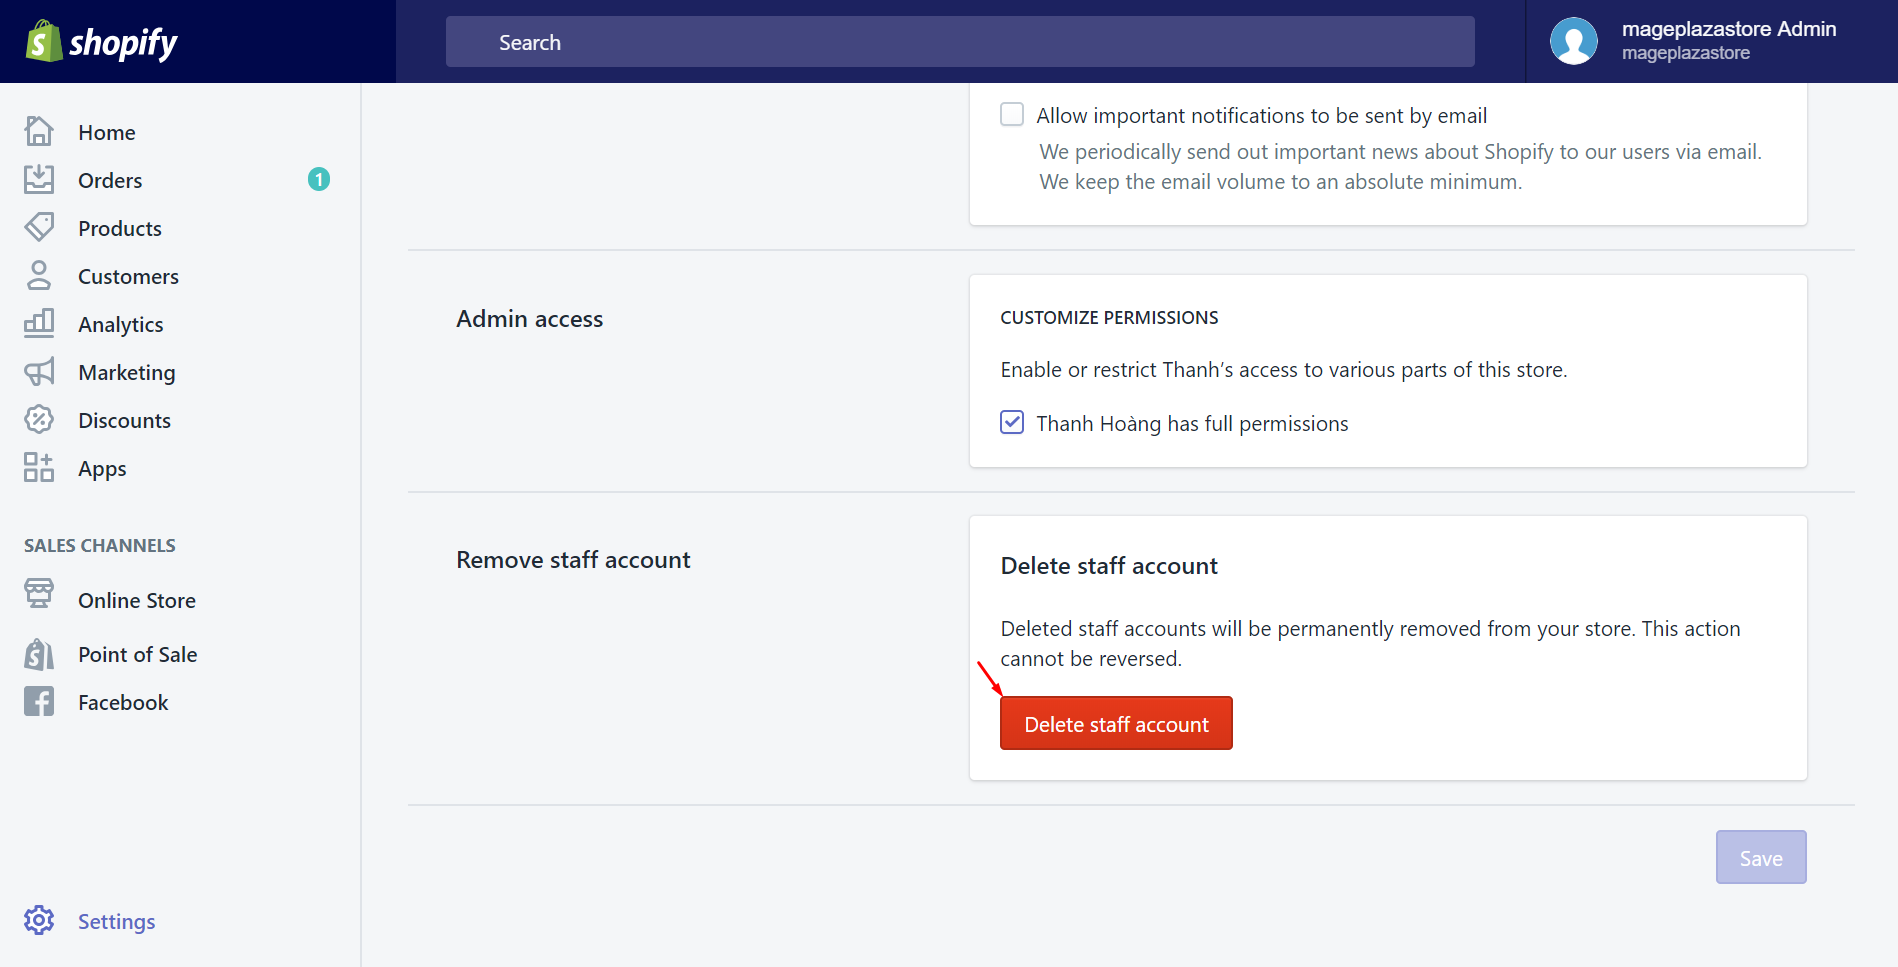 shopify
Search
mageplazastore Admin
mageplazastore
Home
Orders
1
Products
Customers
Analytics
Marketing
Discounts
Apps
SALES CHANNELS
Online Store
Point of Sale
Facebook
Settings
Allow important notifications to be sent by email
We periodically send out important news about Shopify to our users via email.
We keep the email volume to an absolute minimum.
Admin access
CUSTOMIZE PERMISSIONS
Enable or restrict Thanh’s access to various parts of this store.
Thanh Hoàng has full permissions
Remove staff account
Delete staff account
Deleted staff accounts will be permanently removed from your store. This action
cannot be reversed.
Delete staff account
Save